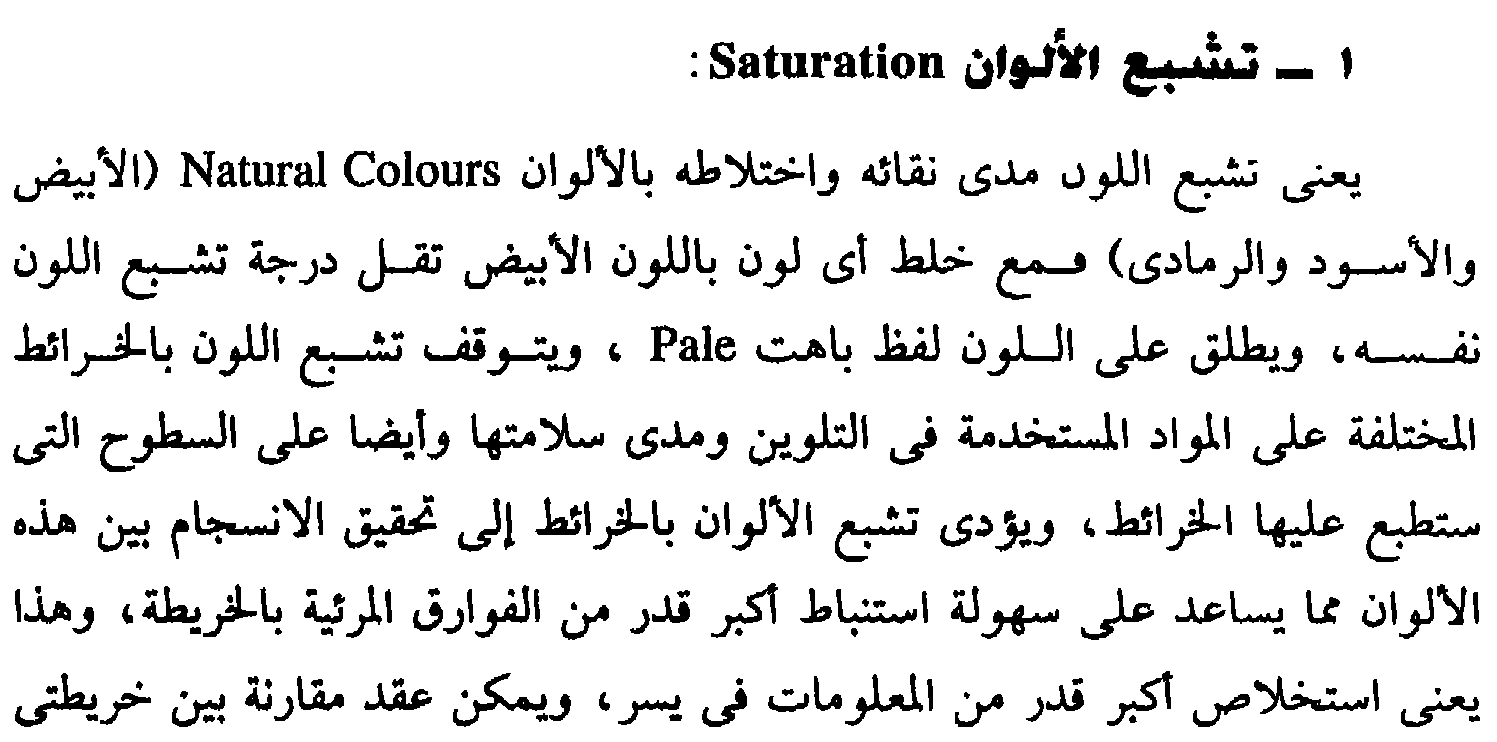 ١ ــ تشبع الألوان Saturation :
يعنى تشبع اللون مدى نقائه واختلاطه بالألوان Natural Colours (الأبيض
والأسود والرمادى) فمع خلط أى لون باللون الأبيض تقل درجة تشبع اللون
نفسه، ويطلق على اللون لفظ باهت Pale ، ويتوقف تشبع اللون بالخرائط
المختلفة على المواد المستخدمة فى التلوين ومدى سلامتها وأيضا على السطوح التى
ستطبع عليها الخرائط، ويؤدى تشبع الألوان بالخرائط إلى تحقيق الانسجام بين هذه
الألوان مما يساعد على سهولة استنباط أكبر قدر من الفوارق المرئية بالخريطة، وهذا
يعنى استخلاص أكبر قدر من المعلومات فى يسر، ويمكن عقد مقارنة بين خريطتى